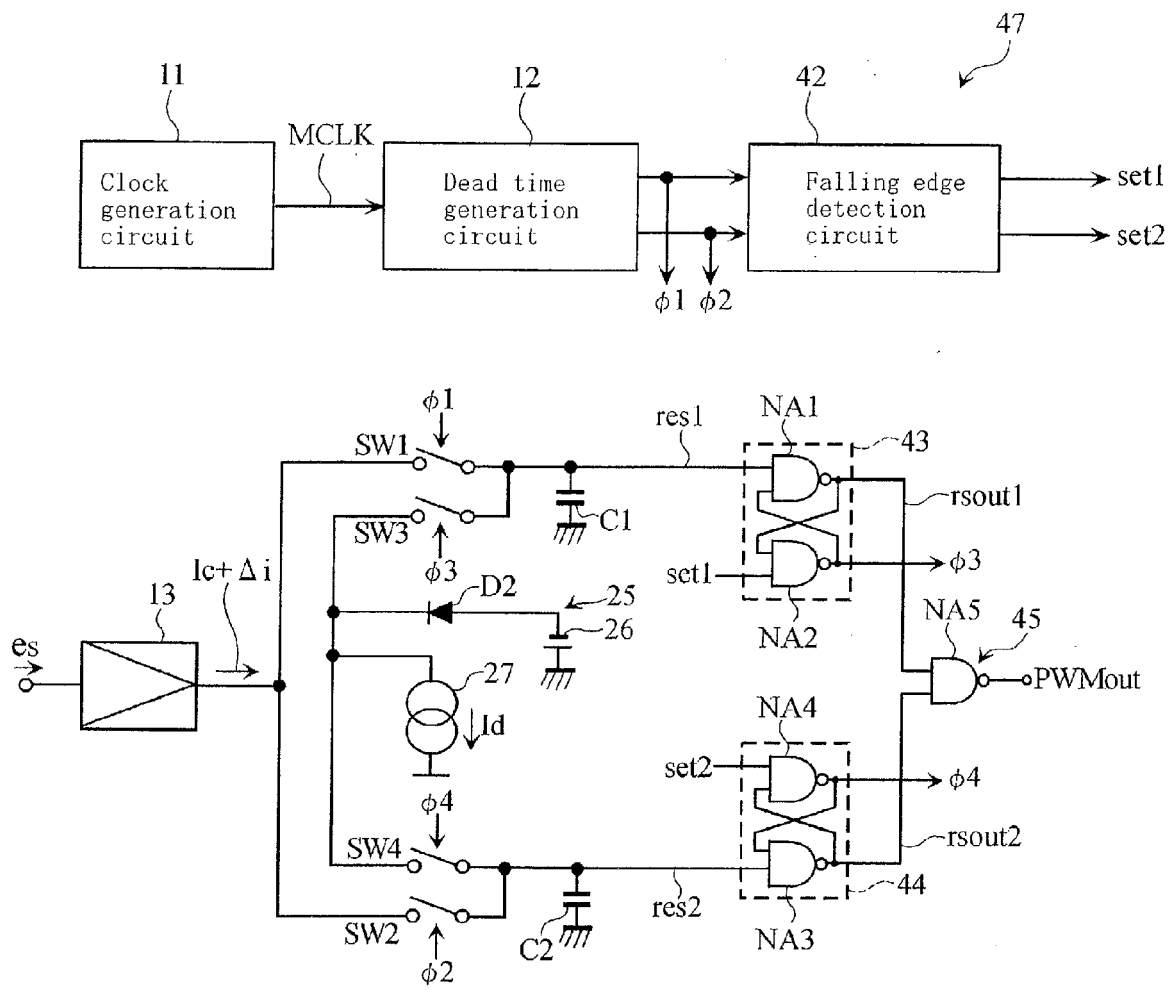 47
11
12
42
MCLK
Clock generation circuit
Dead time generation circuit
Falling edge detection circuit
set1
set2
ϕ1 ϕ2
ϕ1
SW1
res1
NA1
43
rsout1
SW3
C1
ϕ3
set1
ϕ3
Ic+Δi
D2
25
26
NA2
NA5
45
13
es
27
Id
PWMout
NA4
set2
ϕ4
ϕ4
SW4
rsout2
res2
44
SW2
C2
NA3
ϕ2